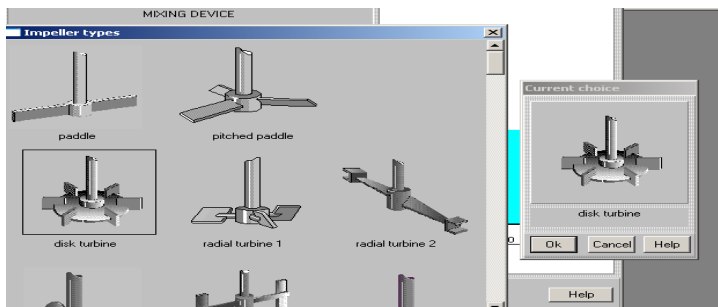 MIXING DEVICE
Impeller types
Current choice
paddle
pitched paddle
disk turbine
radial turbine 1
radial turbine 2
disk turbine
Ok
Cancel
Help
Help